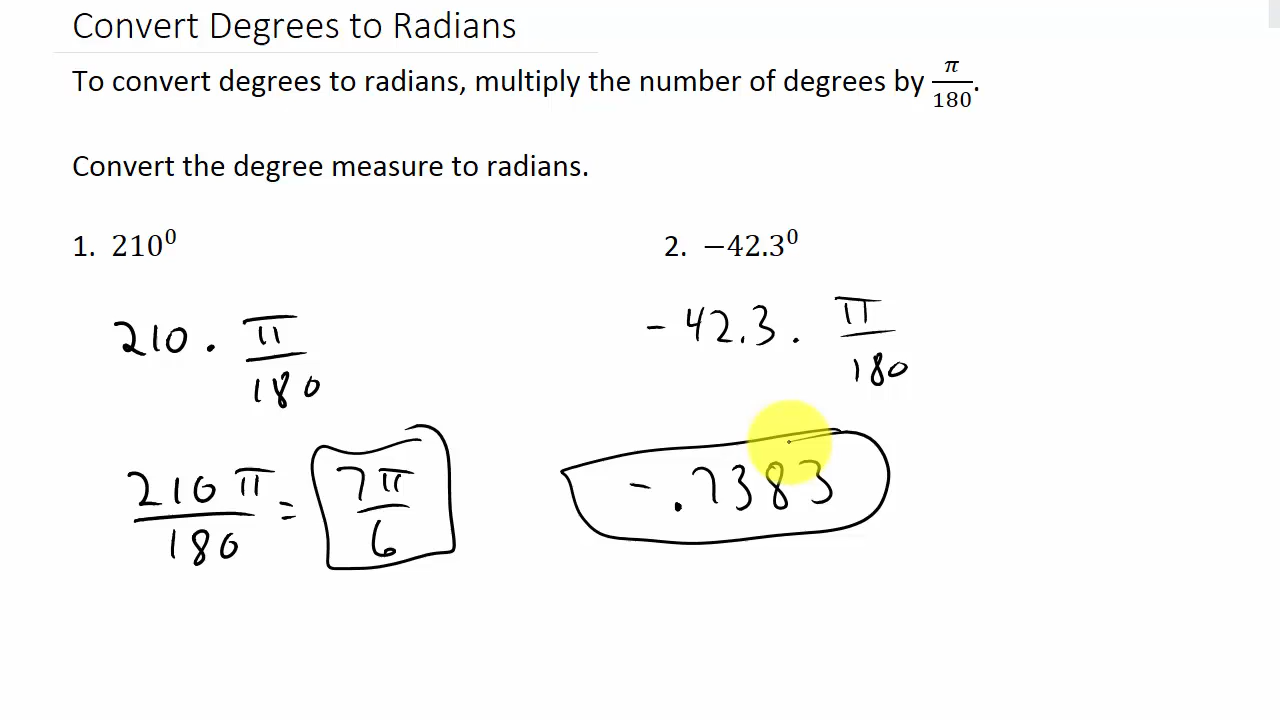 Convert Degrees to Radians
To convert degrees to radians, multiply the number of degrees by π/180.
Convert the degree measure to radians.
1. 210⁰
210 · π/180
210π/180 = 7π/6
2. −42.3⁰
-42.3 · π/180
-.7383